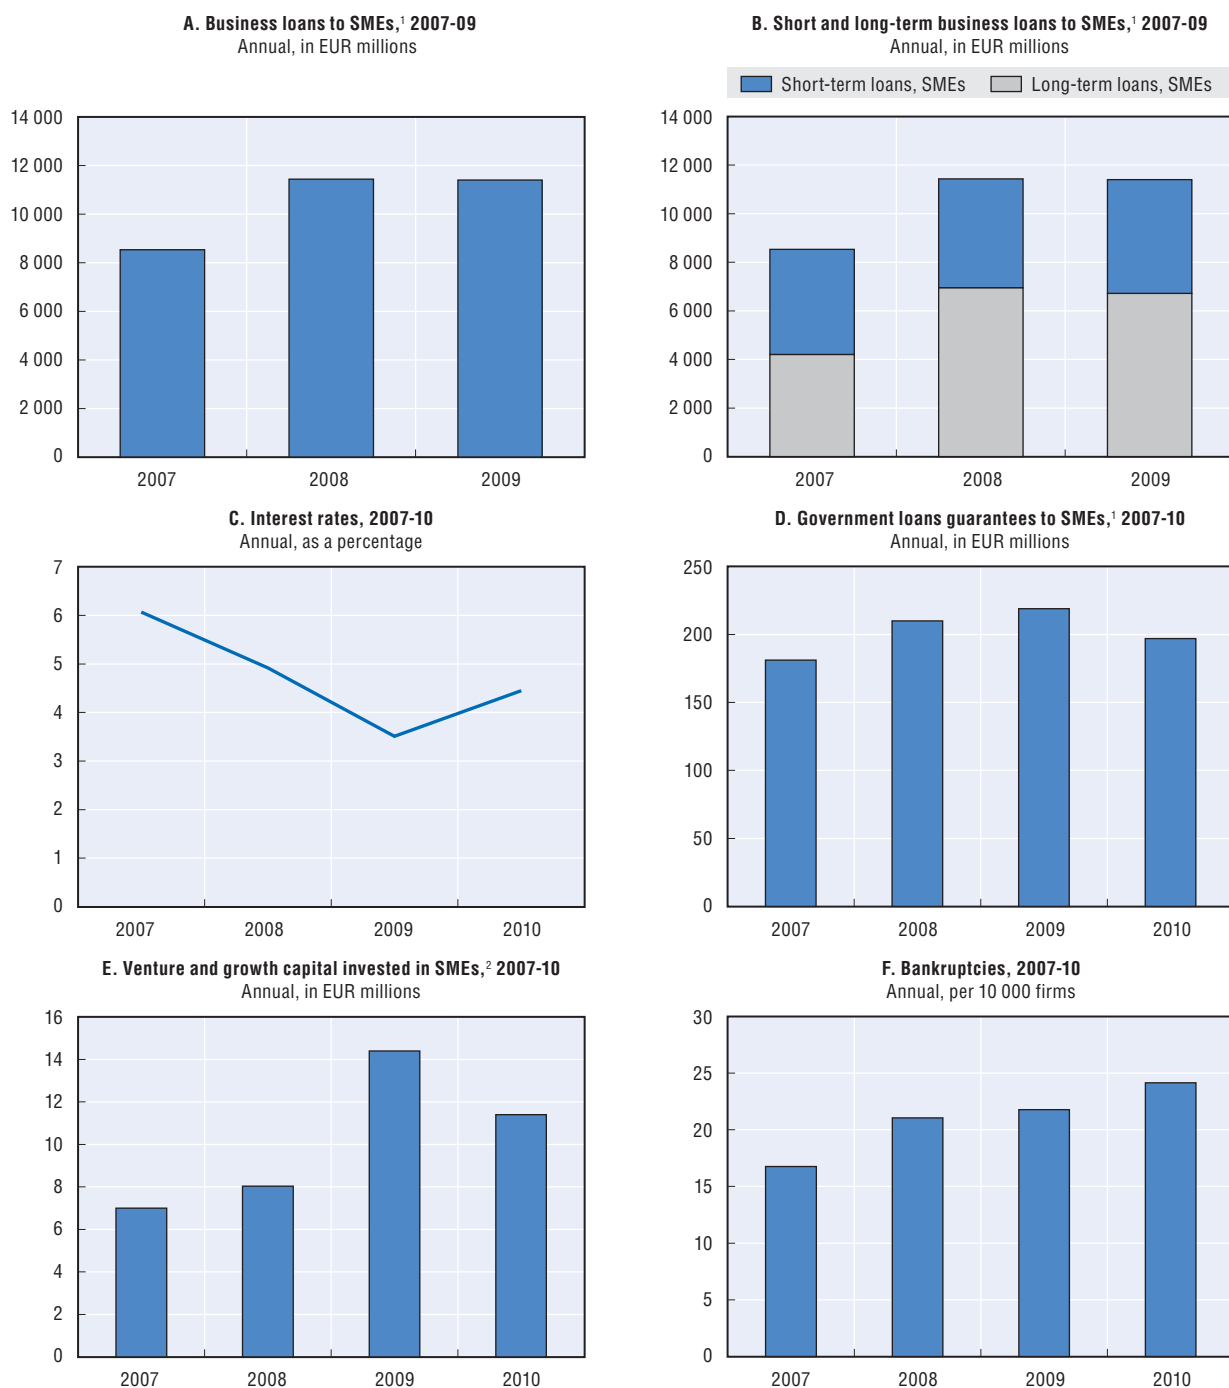 A. Business loans to SMEs,¹ 2007-09
Annual, in EUR millions
14 000
12 000
10 000
8 000
6 000
4 000
2 000
0
2007 2008 2009
B. Short and long-term business loans to SMEs,¹ 2007-09
Annual, in EUR millions
Short-term loans, SMEs Long-term loans, SMEs
14 000
12 000
10 000
8 000
6 000
4 000
2 000
0
2007 2008 2009
C. Interest rates, 2007-10
Annual, as a percentage
7
6
5
4
3
2
1
0
2007 2008 2009 2010
D. Government loans guarantees to SMEs,¹ 2007-10
Annual, in EUR millions
250
200
150
100
50
0
2007 2008 2009 2010
E. Venture and growth capital invested in SMEs,² 2007-10
Annual, in EUR millions
16
14
12
10
8
6
4
2
0
2007 2008 2009 2010
F. Bankruptcies, 2007-10
Annual, per 10 000 firms
30
25
20
15
10
5
0
2007 2008 2009 2010